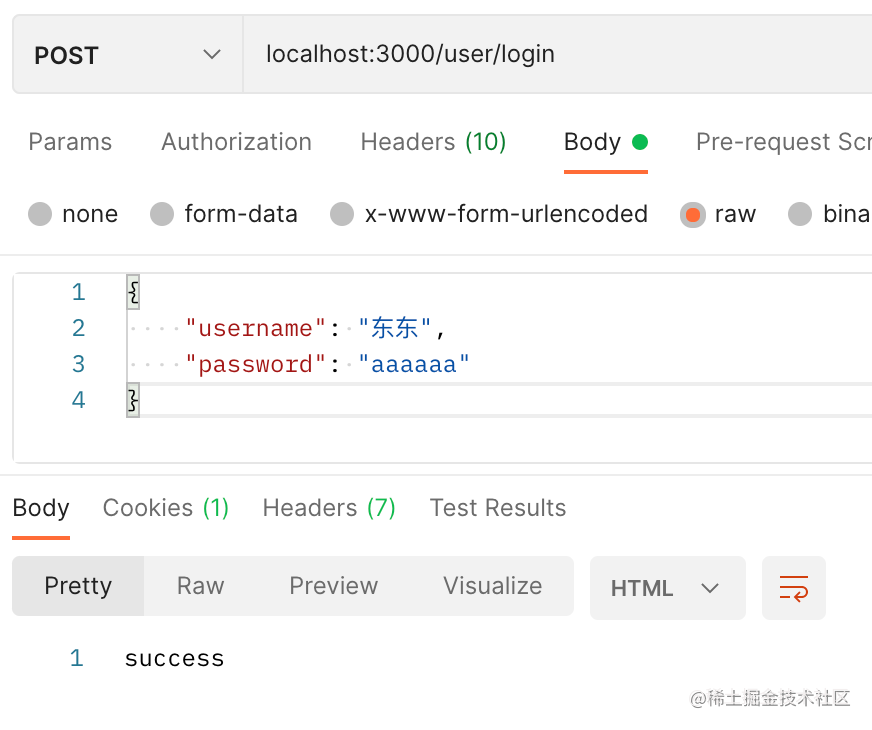 POST localhost:3000/user/login
Params Authorization Headers (10) Body Pre-request Scr
none form-data x-www-form-urlencoded raw bina
1 {
2 "username": "东东",
3 "password": "aaaaaa"
4 }
Body Cookies (1) Headers (7) Test Results
Pretty Raw Preview Visualize HTML
1 success
@稀土掘金技术社区